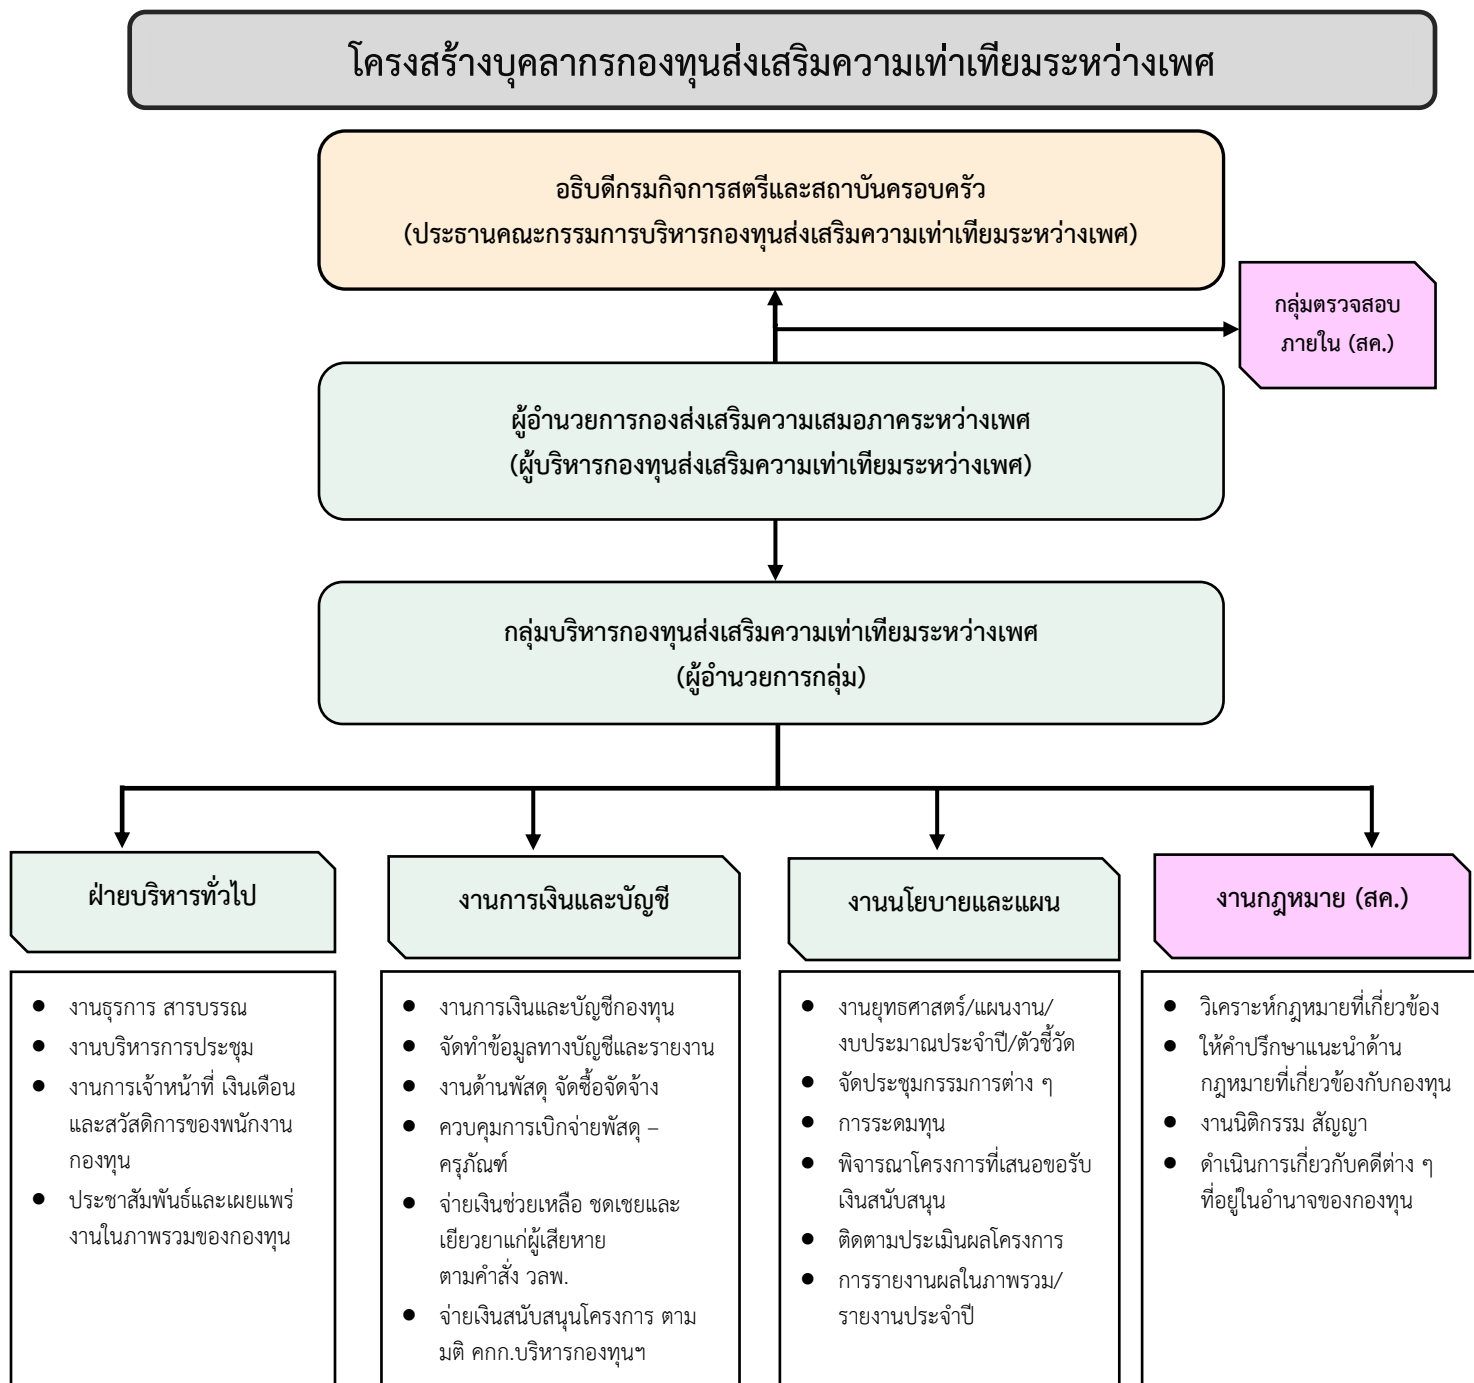 โครงสร้างบุคลากรกองทุนส่งเสริมความเท่าเทียมระหว่างเพศ
อธิบดีกรมกิจการสตรีและสถาบันครอบครัว
(ประธานคณะกรรมการบริหารกองทุนส่งเสริมความเท่าเทียมระหว่างเพศ)
กลุ่มตรวจสอบ
ภายใน (สค.)
ผู้อำนวยการกองส่งเสริมความเสมอภาคระหว่างเพศ
(ผู้บริหารกองทุนส่งเสริมความเท่าเทียมระหว่างเพศ)
กลุ่มบริหารกองทุนส่งเสริมความเท่าเทียมระหว่างเพศ
(ผู้อำนวยการกลุ่ม)
ฝ่ายบริหารทั่วไป
● งานธุรการ สารบรรณ
● งานบริหารการประชุม
● งานการเจ้าหน้าที่ เงินเดือน
และสวัสดิการของพนักงาน
กองทุน
● ประชาสัมพันธ์และเผยแพร่
งานในภาพรวมของกองทุน
งานการเงินและบัญชี
● งานการเงินและบัญชีกองทุน
● จัดทำข้อมูลทางบัญชีและรายงาน
● งานด้านพัสดุ จัดซื้อจัดจ้าง
● ควบคุมการเบิกจ่ายพัสดุ –
ครุภัณฑ์
● จ่ายเงินช่วยเหลือ ชดเชยและ
เยียวยาแก่ผู้เสียหาย
ตามคำสั่ง วลพ.
● จ่ายเงินสนับสนุนโครงการ ตาม
มติ คกก.บริหารกองทุนฯ
งานนโยบายและแผน
● งานยุทธศาสตร์/แผนงาน/
งบประมาณประจำปี/ตัวชี้วัด
● จัดประชุมกรรมการต่าง ๆ
● การระดมทุน
● พิจารณาโครงการที่เสนอขอรับ
เงินสนับสนุน
● ติดตามประเมินผลโครงการ
● การรายงานผลในภาพรวม/
รายงานประจำปี
งานกฎหมาย (สค.)
● วิเคราะห์กฎหมายที่เกี่ยวข้อง
● ให้คำปรึกษาแนะนำด้าน
กฎหมายที่เกี่ยวข้องกับกองทุน
● งานนิติกรรม สัญญา
● ดำเนินการเกี่ยวกับคดีต่าง ๆ
ที่อยู่ในอำนาจของกองทุน